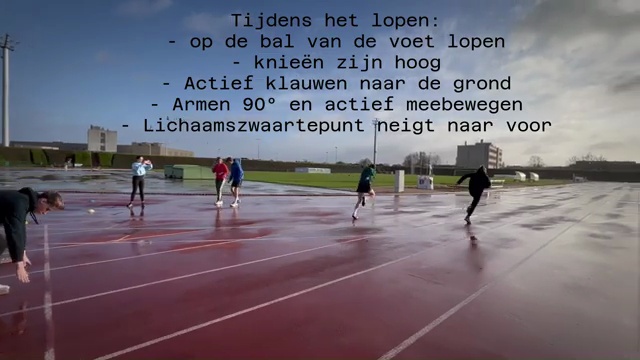 Tijdens het lopen:
- op de bal van de voet lopen
- knieën zijn hoog
- Actief klauwen naar de grond
- Armen 90° en actief meebewegen
- Lichaamszwaartepunt neigt naar voor